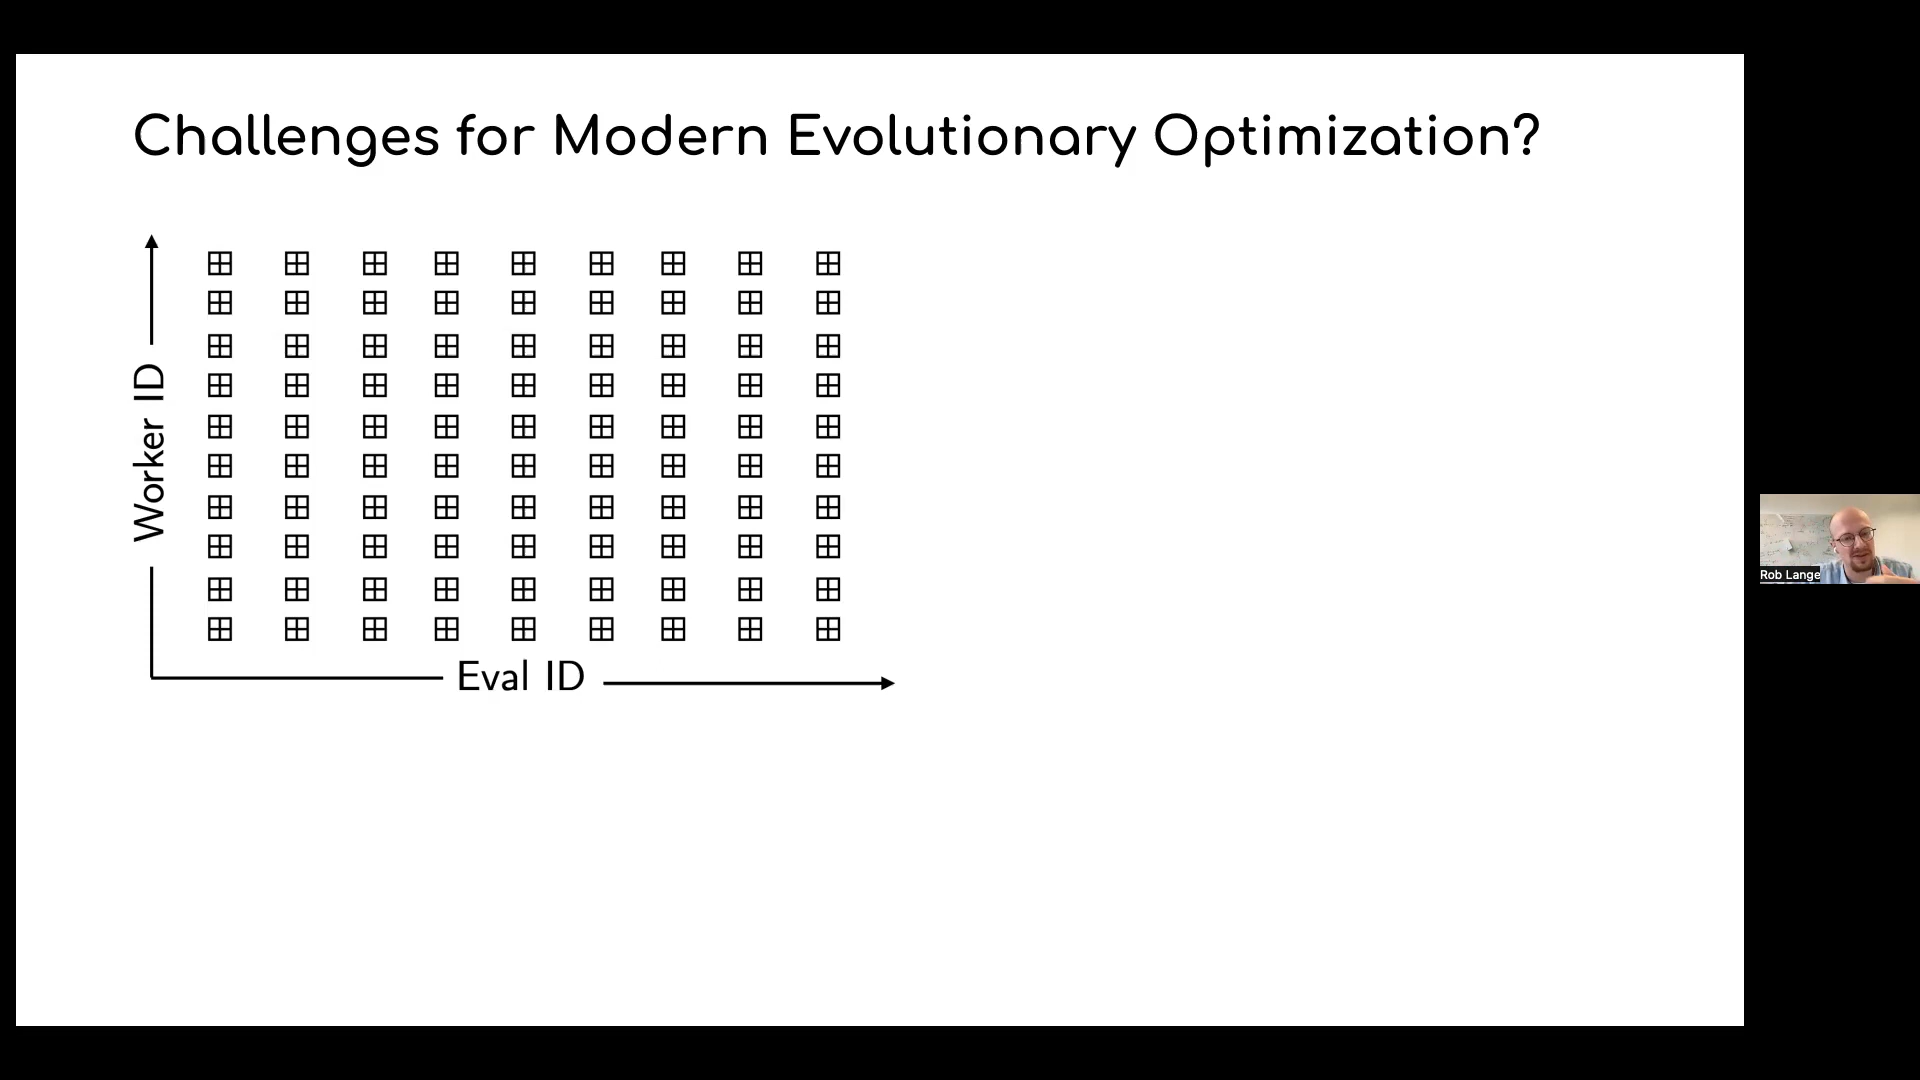 Challenges for Modern Evolutionary Optimization?
Worker ID
Eval ID
Rob Lange